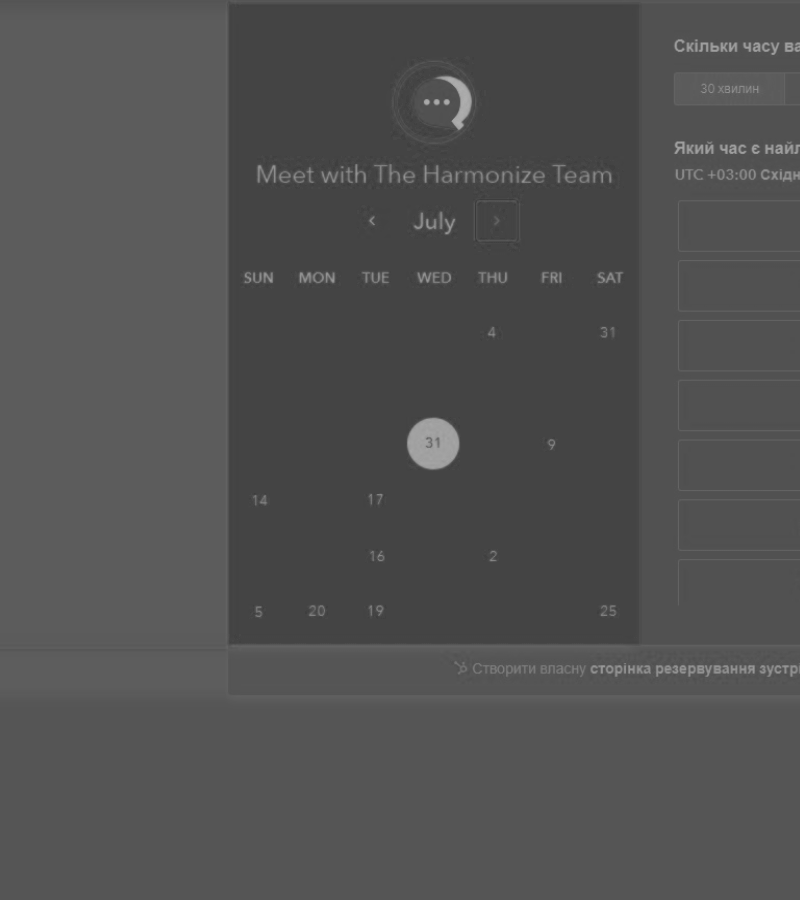 Скільки часу ва
30 хвилин
Meet with The Harmonize Team
Який час є найл
UTC +03:00 Східн
July
SUN MON TUE WED THU FRI SAT
4 31
31 9
14 17
16 2
5 20 19 25
Створити власну сторінка резервування зустрі